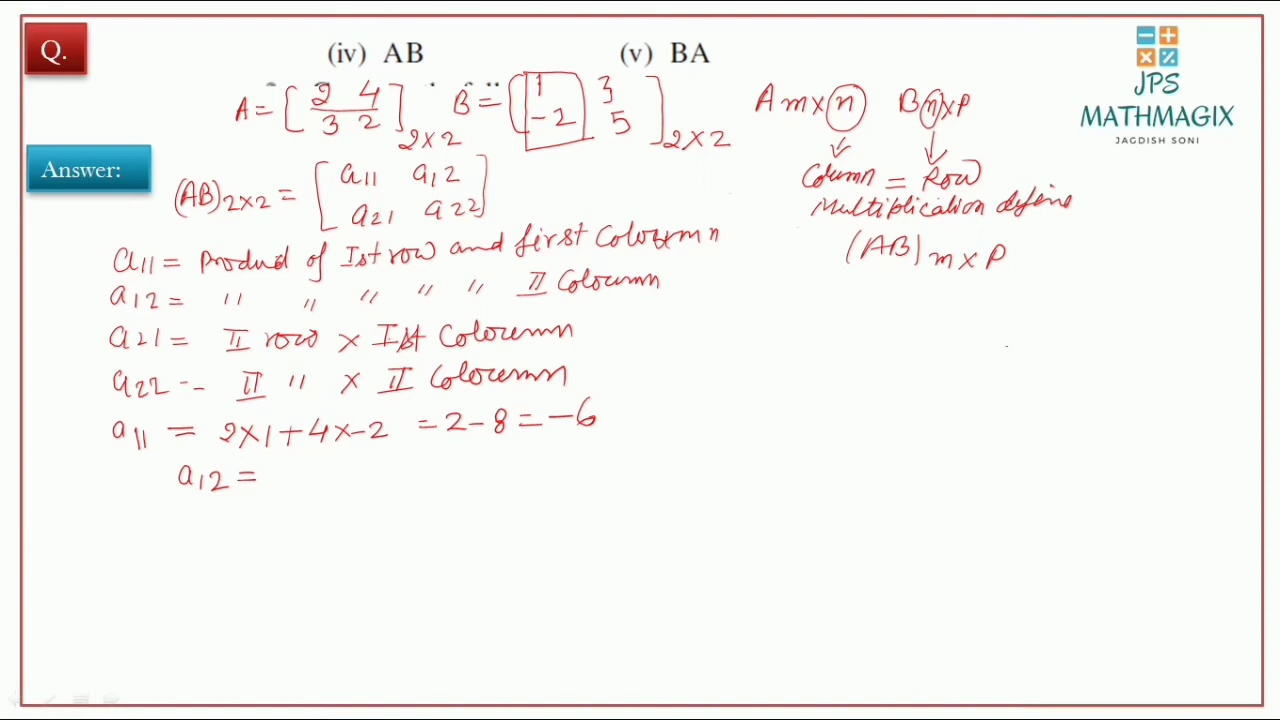 Q.
(iv) AB (v) BA
JPS
MATHMAGIX
JAGDISH SONI
A = [ 2 4
3 2 ] 2×2 B = [ 1 3
-2 5 ] 2×2
A m×n B n×p
Column = Row
Multiplication define
(AB) m×p
Answer:
(AB)2×2 = [ a11 a12
a21 a22 ]
a11 = Product of Ist row and first Coloumn
a12 = " " " " " II Coloumn
a21 = II row × Ist Coloumn
a22 = II " × II Coloumn
a11 = 2×1+4×-2 = 2-8 = -6
a12 =